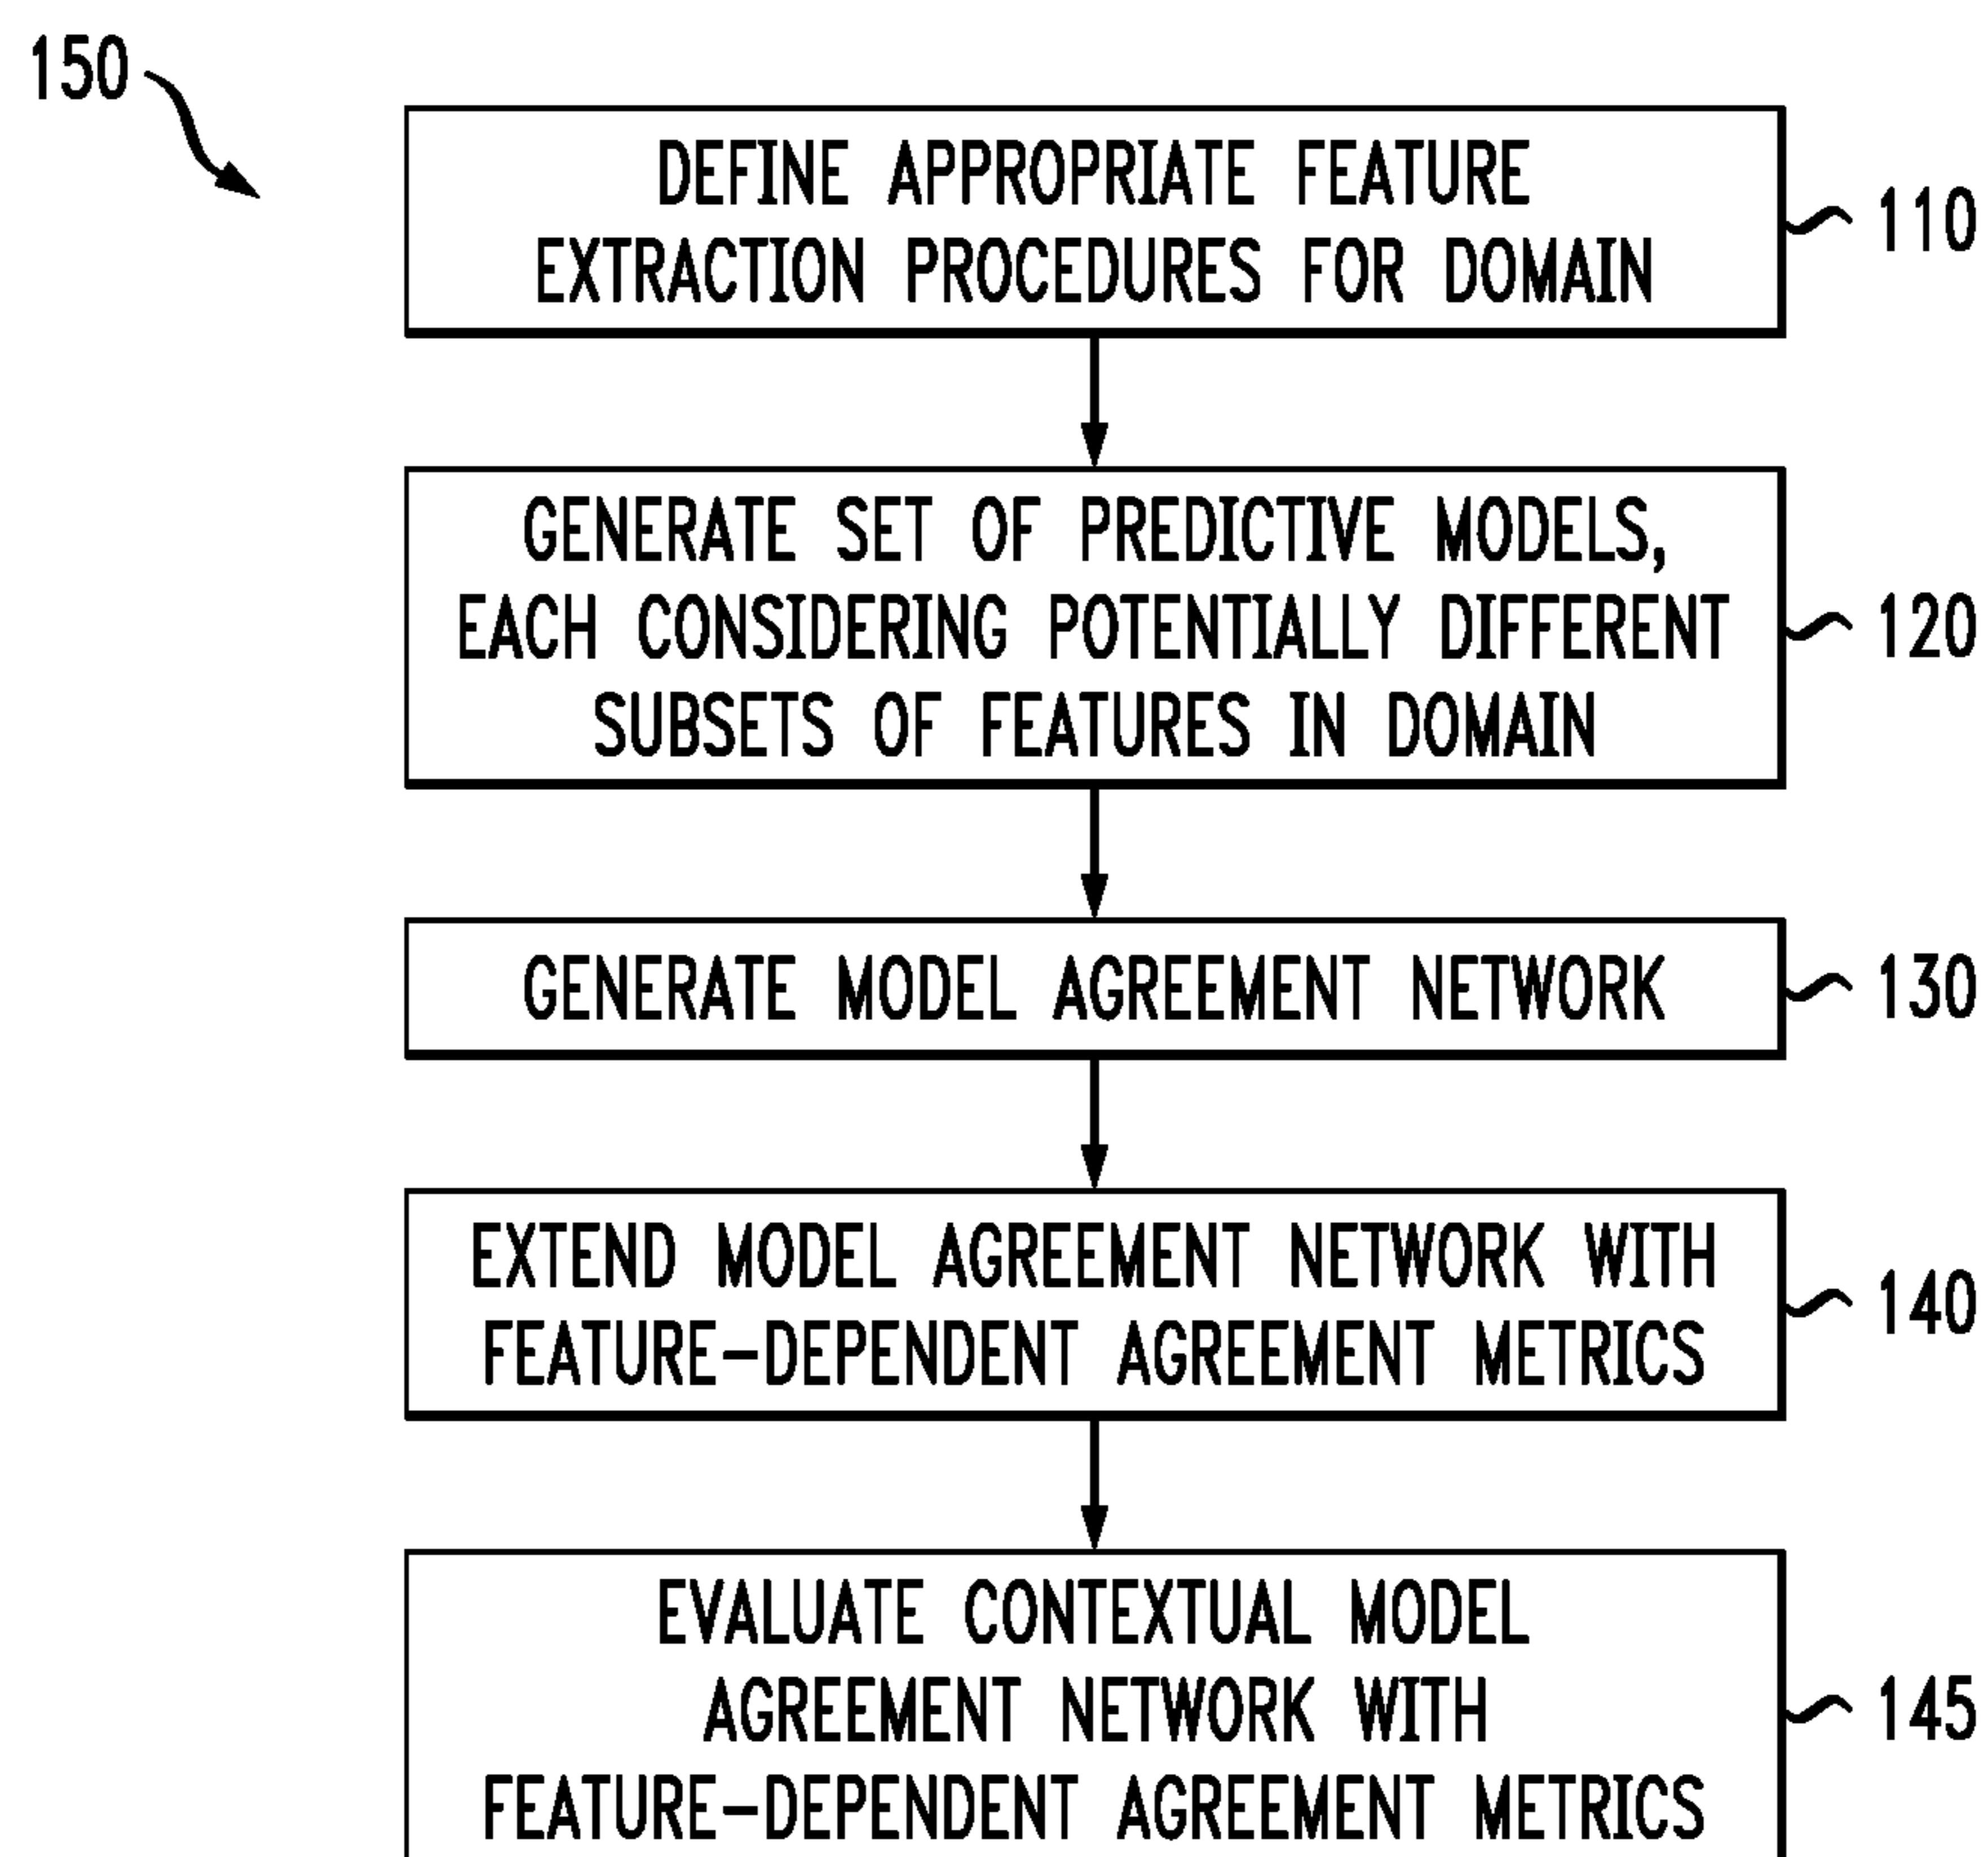 150
DEFINE APPROPRIATE FEATURE
EXTRACTION PROCEDURES FOR DOMAIN
110
GENERATE SET OF PREDICTIVE MODELS,
EACH CONSIDERING POTENTIALLY DIFFERENT
SUBSETS OF FEATURES IN DOMAIN
120
GENERATE MODEL AGREEMENT NETWORK
130
EXTEND MODEL AGREEMENT NETWORK WITH
FEATURE-DEPENDENT AGREEMENT METRICS
140
EVALUATE CONTEXTUAL MODEL
AGREEMENT NETWORK WITH
FEATURE-DEPENDENT AGREEMENT METRICS
145